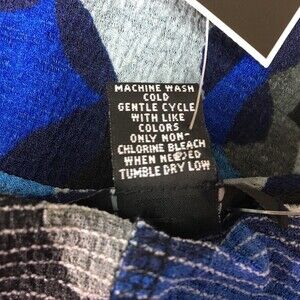 MACHINE WASH
COLD
GENTLE CYCLE
WITH LIKE
COLORS
ONLY NON-
CHLORINE BLEACH
WHEN NEEDED
TUMBLE DRY LOW